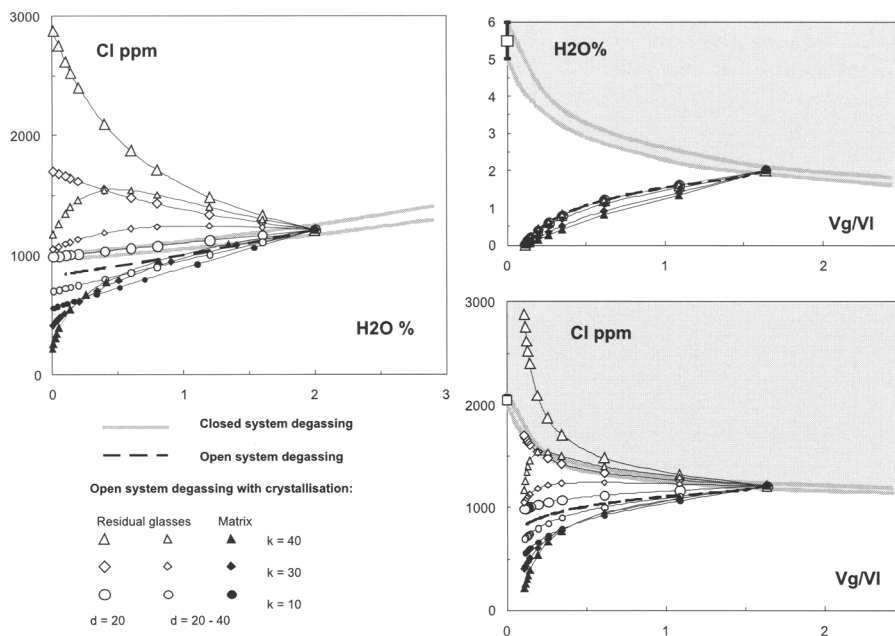 3000
Cl ppm
2000
1000
H2O %
0
0
1
2
3
Closed system degassing
Open system degassing
Open system degassing with crystallisation:
Residual glasses
Matrix
k = 40
k = 30
k = 10
d = 20
d = 20 - 40
6
H2O%
5
4
3
2
1
Vg/Vl
0
0
1
2
3000
Cl ppm
2000
1000
Vg/Vl
0
0
1
2